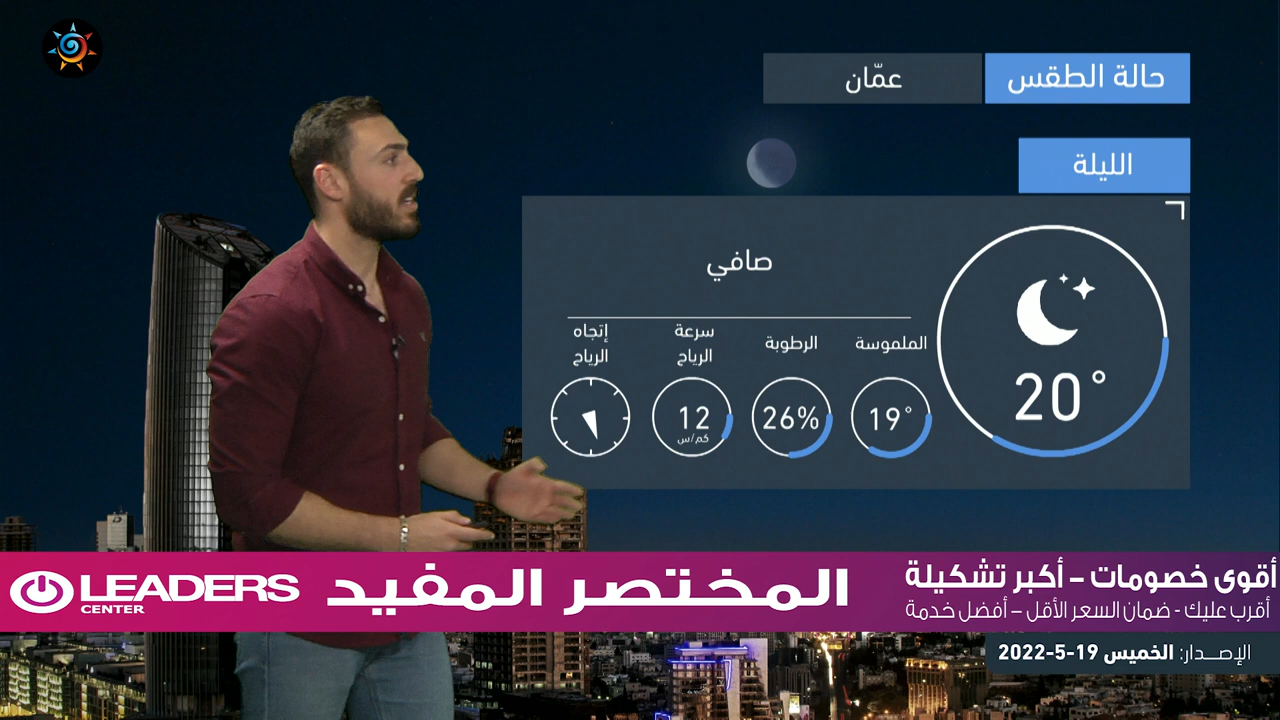 حالة الطقس
عمّان
الليلة
صافي
20°
الملموسة
19°
الرطوبة
26%
سرعة
الرياح
12
كم/س
إتجاه
الرياح
أقوى خصومات – أكبر تشكيلة
أقرب عليك - ضمان السعر الأقل – أفضل خدمة
المختصر المفيد
LEADERS
CENTER
الإصــدار: الخميس 19-5-2022